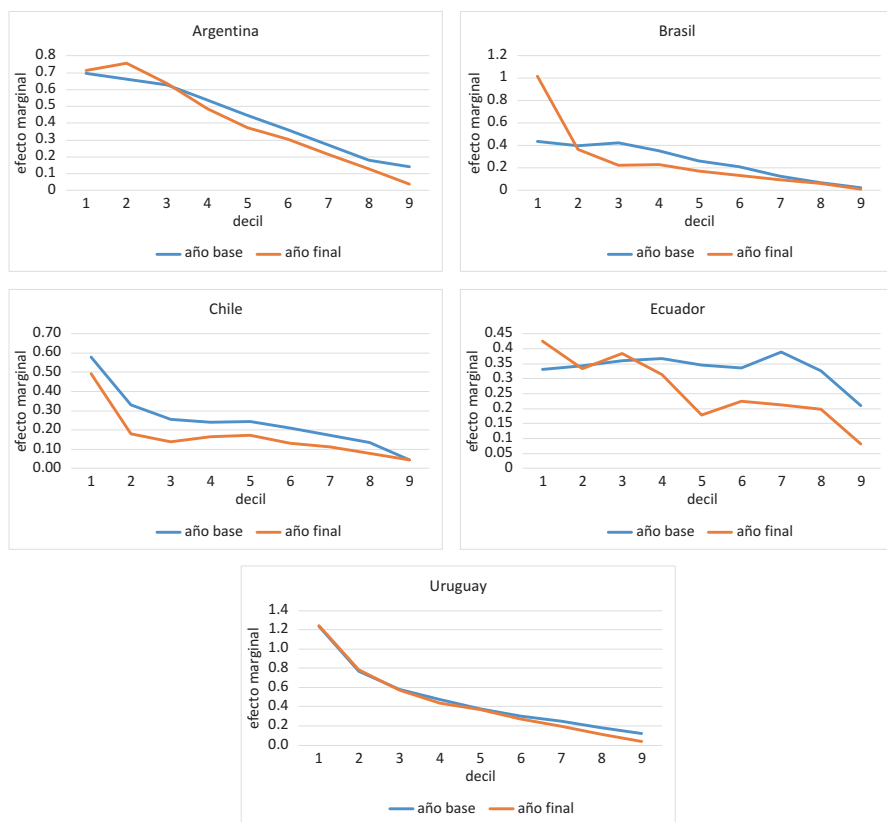 Argentina
efecto marginal
0.8
0.7
0.6
0.5
0.4
0.3
0.2
0.1
0
1 2 3 4 5 6 7 8 9
decil
año base año final
Brasil
efecto marginal
1.2
1
0.8
0.6
0.4
0.2
0
1 2 3 4 5 6 7 8 9
decil
año base año final
Chile
efecto marginal
0.70
0.60
0.50
0.40
0.30
0.20
0.10
0.00
1 2 3 4 5 6 7 8 9
decil
año base año final
Ecuador
efecto marginal
0.45
0.4
0.35
0.3
0.25
0.2
0.15
0.1
0.05
0
1 2 3 4 5 6 7 8 9
decil
año base año final
Uruguay
efecto marginal
1.4
1.2
1.0
0.8
0.6
0.4
0.2
0.0
1 2 3 4 5 6 7 8 9
decil
año base año final